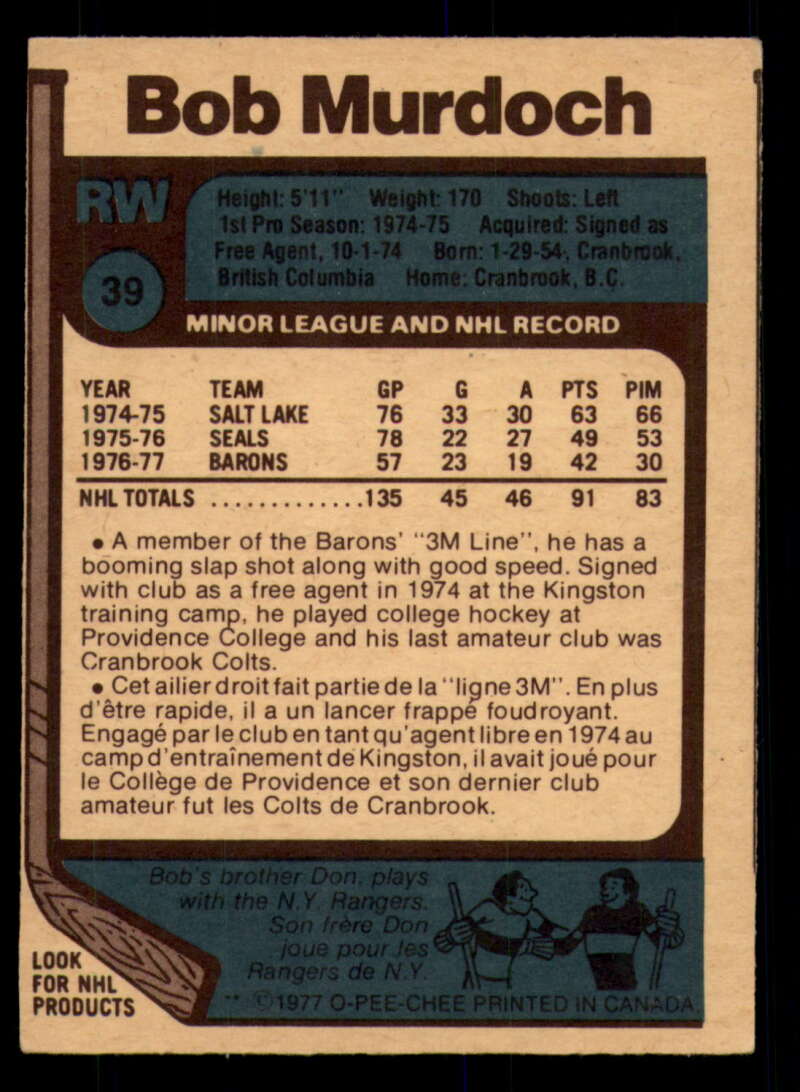 Bob Murdoch
RW
Height: 5'11" Weight: 170 Shoots: Left
1st Pro Season: 1974-75 Acquired: Signed as
Free Agent, 10-1-74 Born: 1-29-54, Cranbrook,
British Columbia Home: Cranbrook, B.C.
39
MINOR LEAGUE AND NHL RECORD
YEAR TEAM GP G A PTS PIM
1974-75 SALT LAKE 76 33 30 63 66
1975-76 SEALS 78 22 27 49 53
1976-77 BARONS 57 23 19 42 30
NHL TOTALS ..............135 45 46 91 83
• A member of the Barons' "3M Line", he has a
booming slap shot along with good speed. Signed
with club as a free agent in 1974 at the Kingston
training camp, he played college hockey at
Providence College and his last amateur club was
Cranbrook Colts.
• Cet ailier droit fait partie de la "ligne 3M". En plus
d'être rapide, il a un lancer frappé foudroyant.
Engagé par le club en tant qu'agent libre en 1974 au
camp d'entraînement de Kingston, il avait joué pour
le Collège de Providence et son dernier club
amateur fut les Colts de Cranbrook.
Bob's brother Don, plays
with the N.Y. Rangers.
Son frère Don
joue pour les
Rangers de N.Y.
LOOK
FOR NHL
PRODUCTS
** ©1977 O-PEE-CHEE PRINTED IN CANADA.